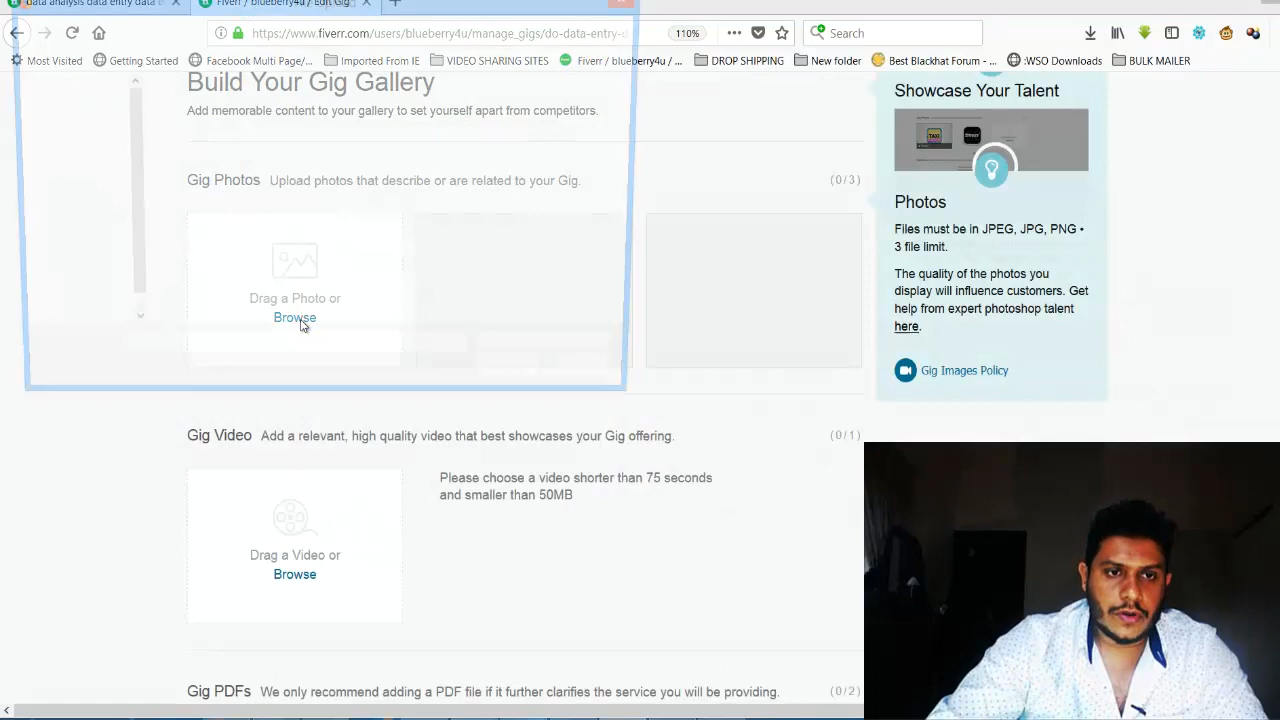 data analysis data entry data e
Fiverr / blueberry4u / Edit Gig
https://www.fiverr.com/users/blueberry4u/manage_gigs/do-data-entry-d
110%
Search
Most Visited
Getting Started
Facebook Multi Page/...
Imported From IE
VIDEO SHARING SITES
Fiverr / blueberry4u / ...
DROP SHIPPING
New folder
Best Blackhat Forum - ...
:WSO Downloads
BULK MAILER
Build Your Gig Gallery
Add memorable content to your gallery to set yourself apart from competitors.
Gig Photos Upload photos that describe or are related to your Gig.
(0/3)
Drag a Photo or
Browse
Gig Video Add a relevant, high quality video that best showcases your Gig offering.
(0/1)
Please choose a video shorter than 75 seconds
and smaller than 50MB
Drag a Video or
Browse
Gig PDFs We only recommend adding a PDF file if it further clarifies the service you will be providing.
(0/2)
Showcase Your Talent
TAXI
Photos
Files must be in JPEG, JPG, PNG •
3 file limit.
The quality of the photos you
display will influence customers. Get
help from expert photoshop talent
here.
Gig Images Policy